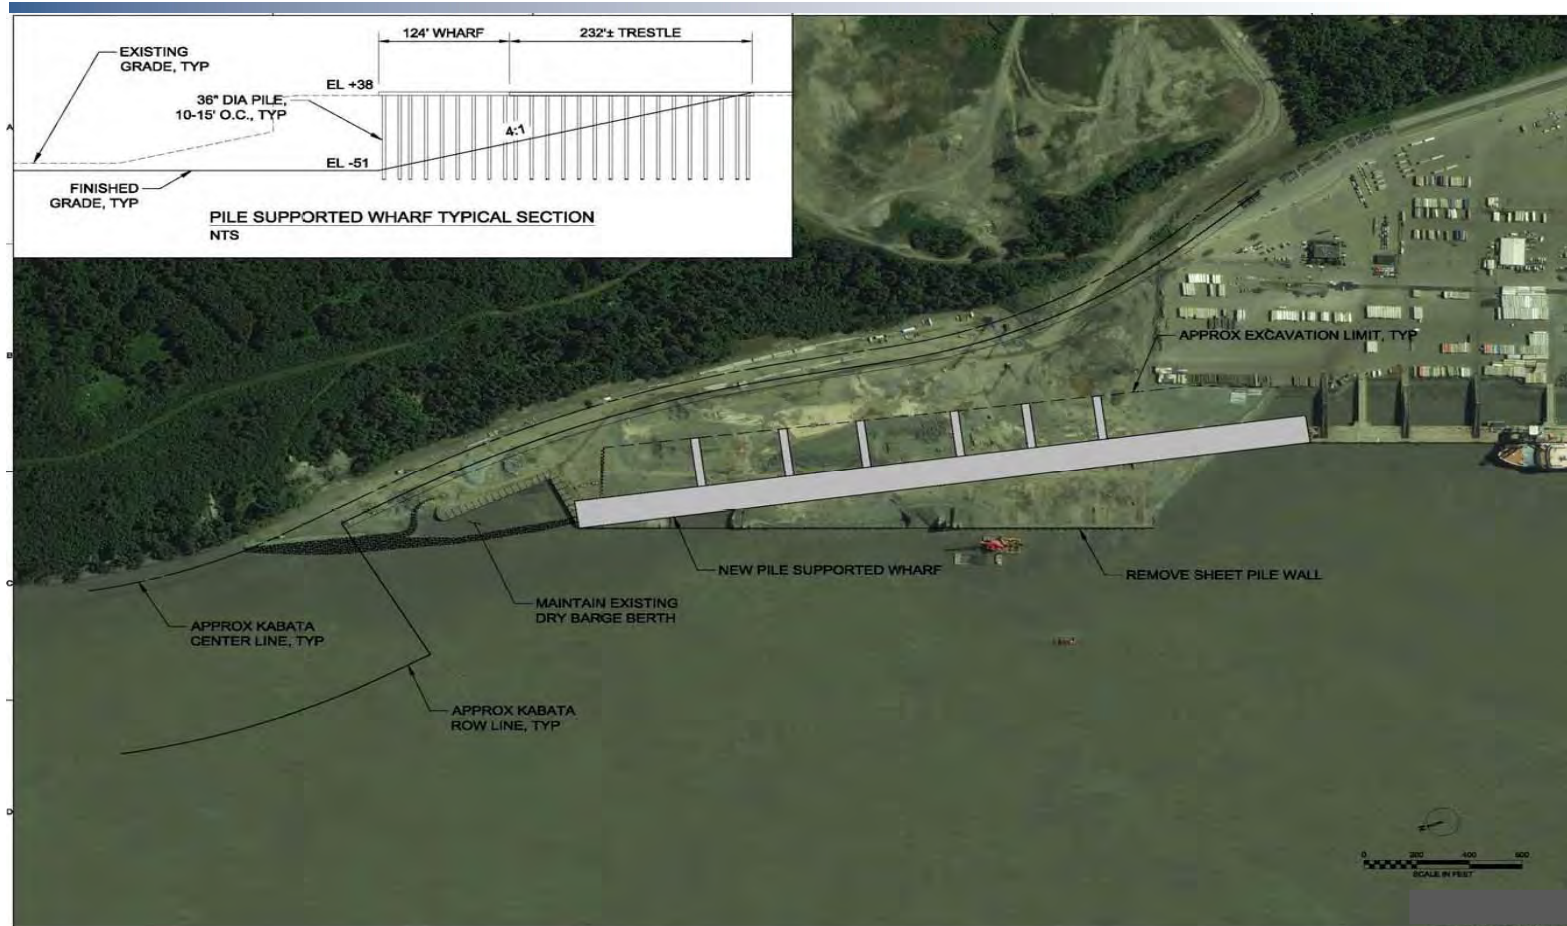 124' WHARF
232'± TRESTLE
EXISTING
GRADE, TYP
EL +38
36" DIA PILE,
10-15' O.C., TYP
4:1
EL -51
FINISHED
GRADE, TYP
PILE SUPPORTED WHARF TYPICAL SECTION
NTS
A
B
C
D
APPROX EXCAVATION LIMIT, TYP
NEW PILE SUPPORTED WHARF
REMOVE SHEET PILE WALL
MAINTAIN EXISTING
DRY BARGE BERTH
APPROX KABATA
CENTER LINE, TYP
APPROX KABATA
ROW LINE, TYP
N
0 200 400 600
SCALE IN FEET